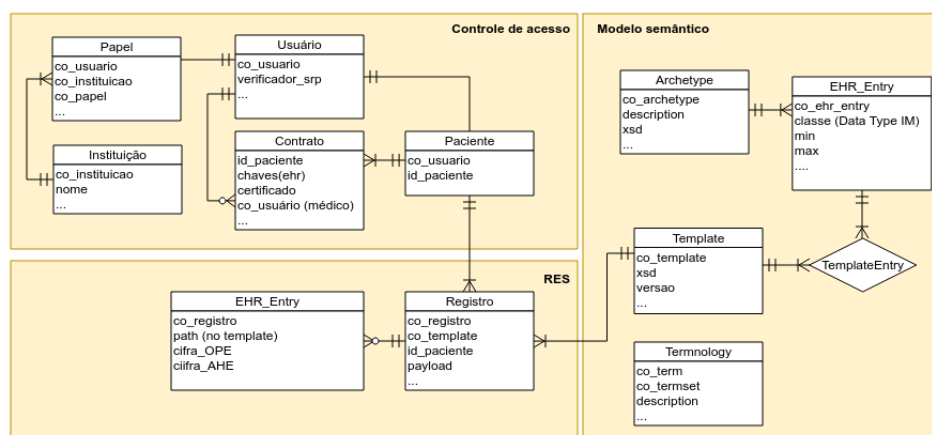 Controle de acesso
Papel
co_usuario
co_instituicao
co_papel
...
Usuário
co_usuario
verificador_srp
...
Instituição
co_instituicao
nome
...
Contrato
id_paciente
chaves(ehr)
certificado
co_usuário (médico)
...
Paciente
co_usuario
id_paciente
RES
EHR_Entry
co_registro
path (no template)
cifra_OPE
ciifra_AHE
Registro
co_registro
co_template
id_paciente
payload
...
Modelo semântico
Archetype
co_archetype
description
xsd
...
EHR_Entry
co_ehr_entry
classe (Data Type IM)
min
max
....
Template
co_template
xsd
versao
...
TemplateEntry
Termnology
co_term
co_termset
description
...